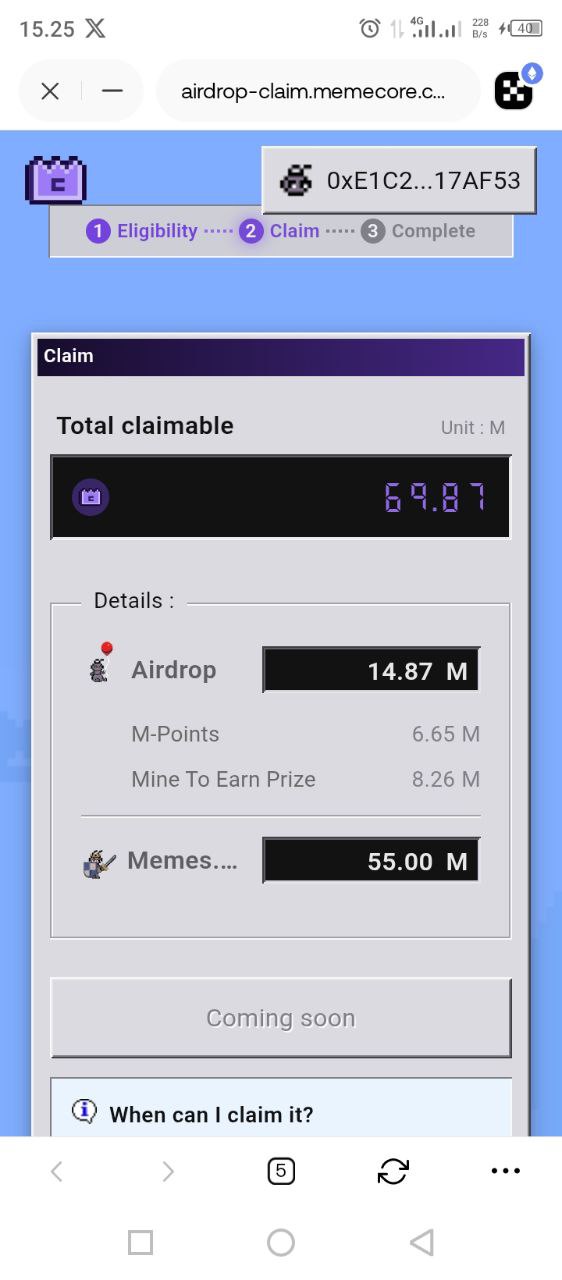 15.25
4G 228 B/s 40
airdrop-claim.memecore.c...
0xE1C2...17AF53
1 Eligibility 2 Claim 3 Complete
Claim
Total claimable Unit : M
69.87
Details :
Airdrop 14.87 M
M-Points 6.65 M
Mine To Earn Prize 8.26 M
Memes.... 55.00 M
Coming soon
When can I claim it?
5